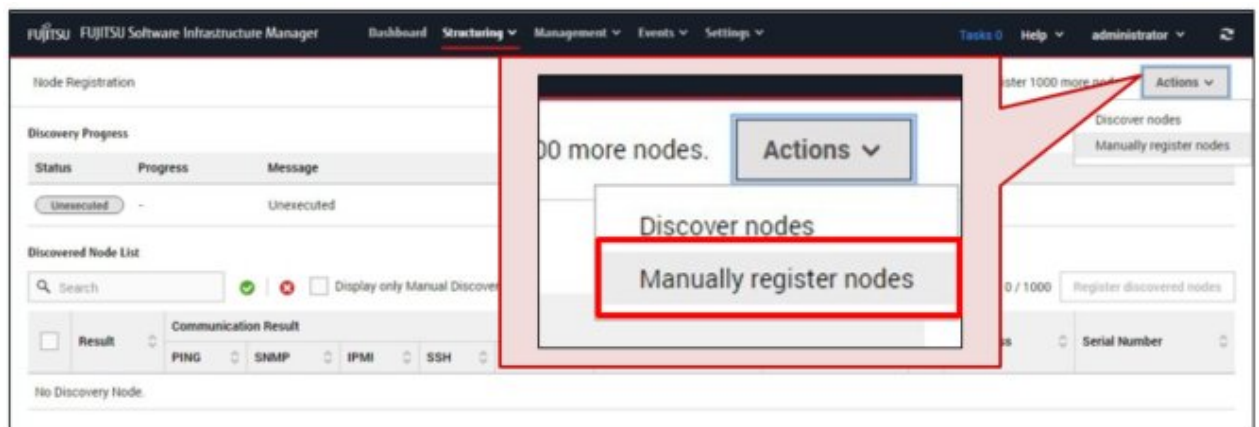 FUJITSU FUJITSU Software Infrastructure Manager Dashboard Structuring Management Events Settings Tasks 0 Help administrator
Node Registration
more nodes. Actions
Discover nodes
Manually register nodes
Discovery Progress
Status Progress Message
Unexecuted - Unexecuted
00 more nodes. Actions
Discover nodes
Manually register nodes
Discovered Node List
Search Display only Manual Discover 0 / 1000 Register discovered nodes
Result Communication Result Serial Number
PING SNMP IPMI SSH
No Discovery Node.